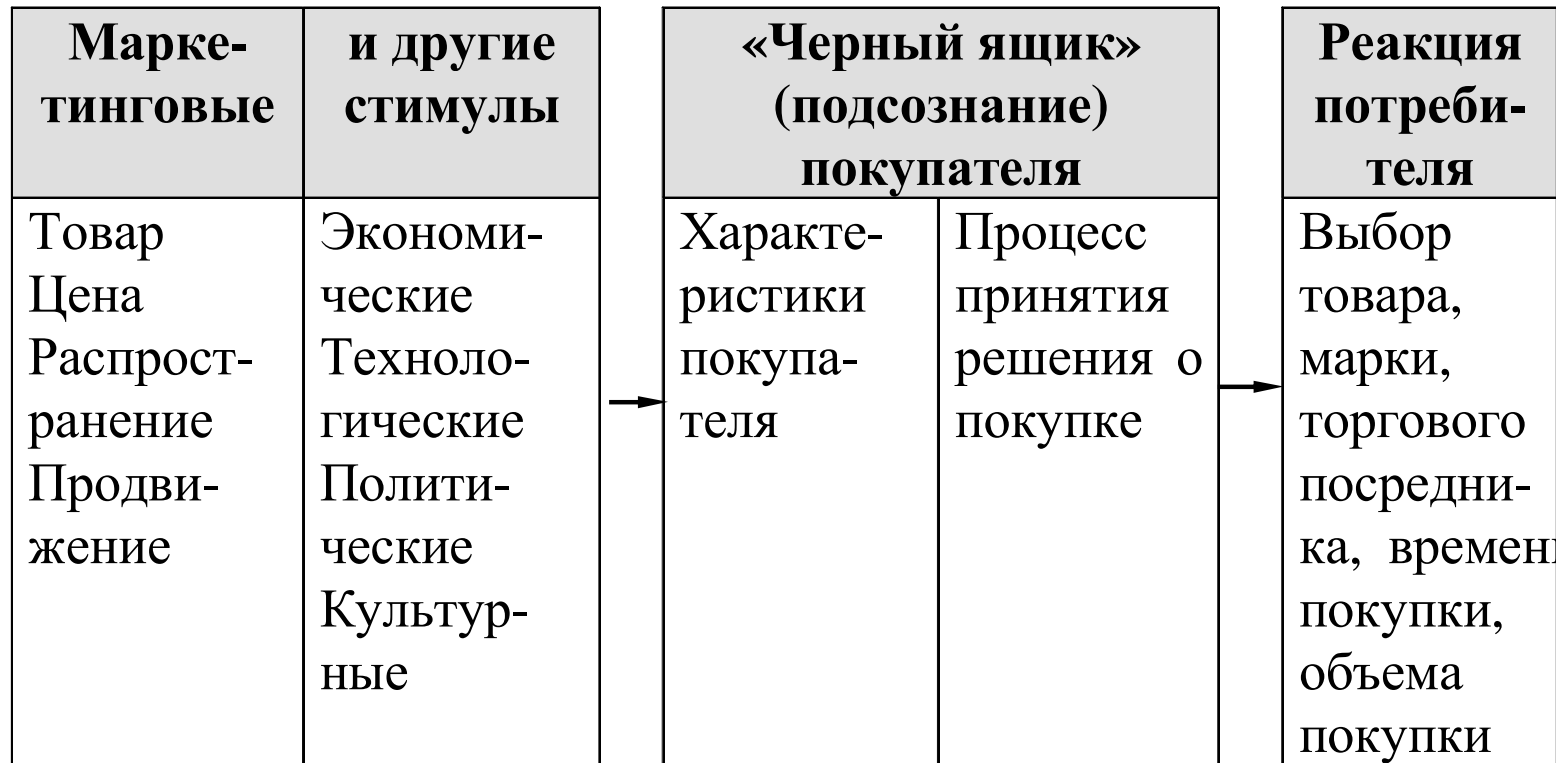 Марке-
тинговые
и другие
стимулы
«Черный ящик»
(подсознание)
покупателя
Реакция
потреби-
теля
Товар
Цена
Распрост-
ранение
Продви-
жение
Экономи-
ческие
Техноло-
гические
Полити-
ческие
Культур-
ные
Характе-
ристики
покупа-
теля
Процесс
принятия
решения о
покупке
Выбор
товара,
марки,
торгового
посредни-
ка, времени
покупки,
объема
покупки